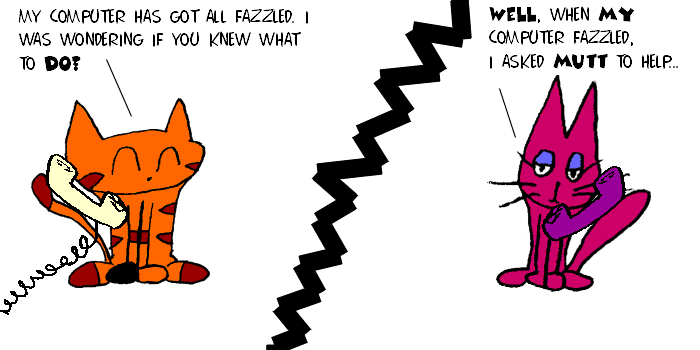 MY COMPUTER HAS GOT ALL FAZZLED. I
WAS WONDERING IF YOU KNEW WHAT
TO DO?
WELL, WHEN MY
COMPUTER FAZZLED,
I ASKED MUTT TO HELP...